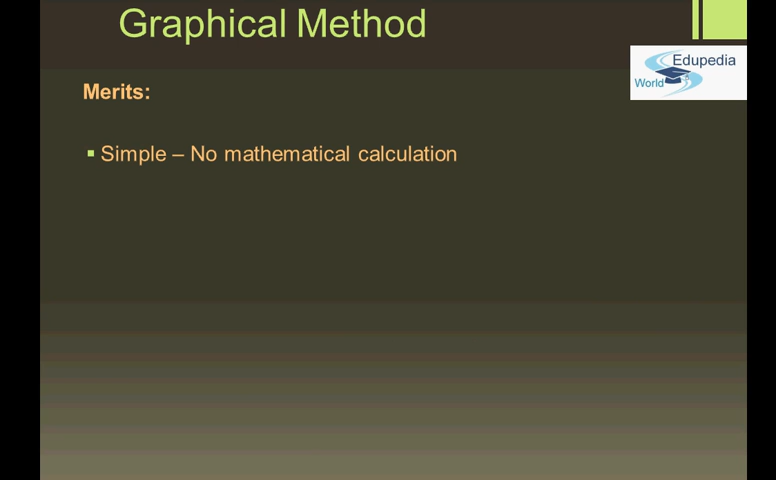 Graphical Method
Edupedia
World
Merits:
▪ Simple – No mathematical calculation